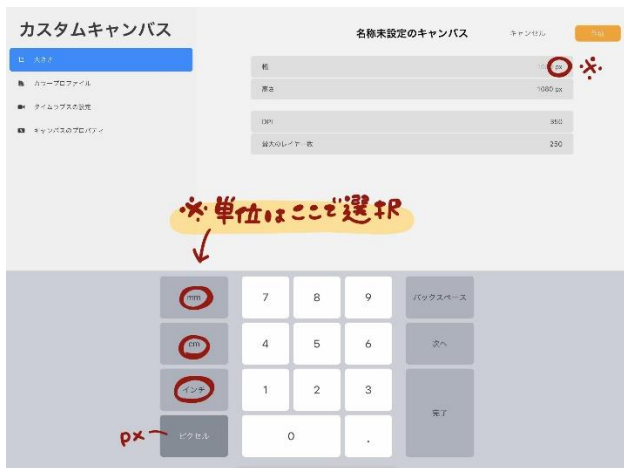 カスタムキャンバス
名称未設定のキャンバス
キャンセル
作成
大きさ
カラープロファイル
タイムラプスの設定
キャンバスのプロパティ
幅
px
※
高さ
1080 px
DPI
350
最大のレイヤー数
250
※単位はここで選択
mm
7
8
9
バックスペース
cm
4
5
6
次へ
インチ
1
2
3
完了
px
ピクセル
0
.